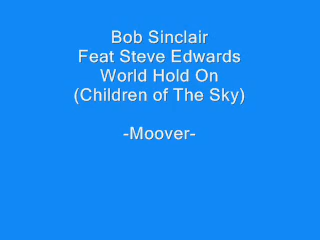 Bob Sinclair
Feat Steve Edwards
World Hold On
(Children of The Sky)
-Moover-